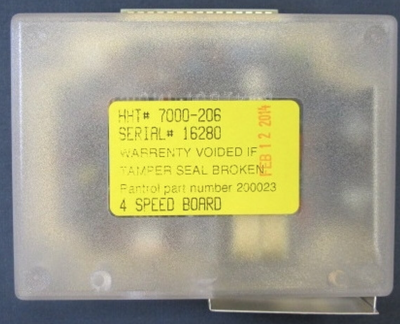 HHT# 7000-206
SERIAL# 16280
WARRENTY VOIDED IF
TAMPER SEAL BROKEN
Pantrol part number 200023
4 SPEED BOARD
FEB 12 2014